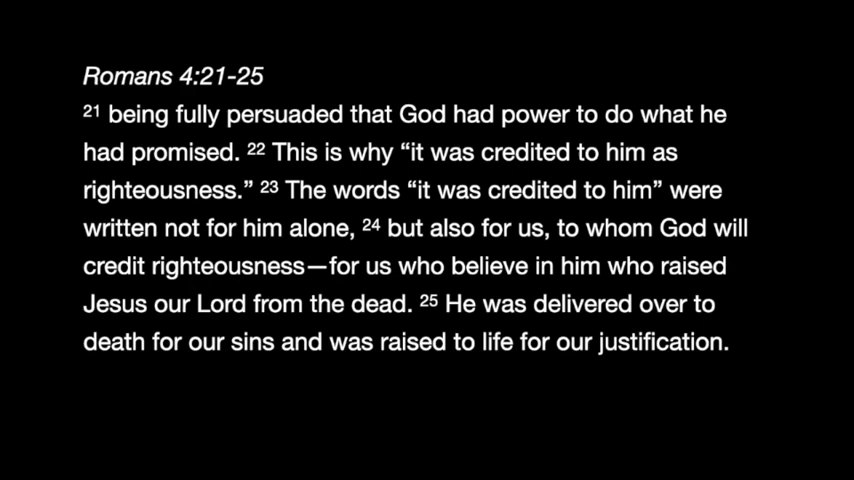 Romans 4:21-25
21 being fully persuaded that God had power to do what he
had promised. 22 This is why “it was credited to him as
righteousness.” 23 The words “it was credited to him” were
written not for him alone, 24 but also for us, to whom God will
credit righteousness—for us who believe in him who raised
Jesus our Lord from the dead. 25 He was delivered over to
death for our sins and was raised to life for our justification.